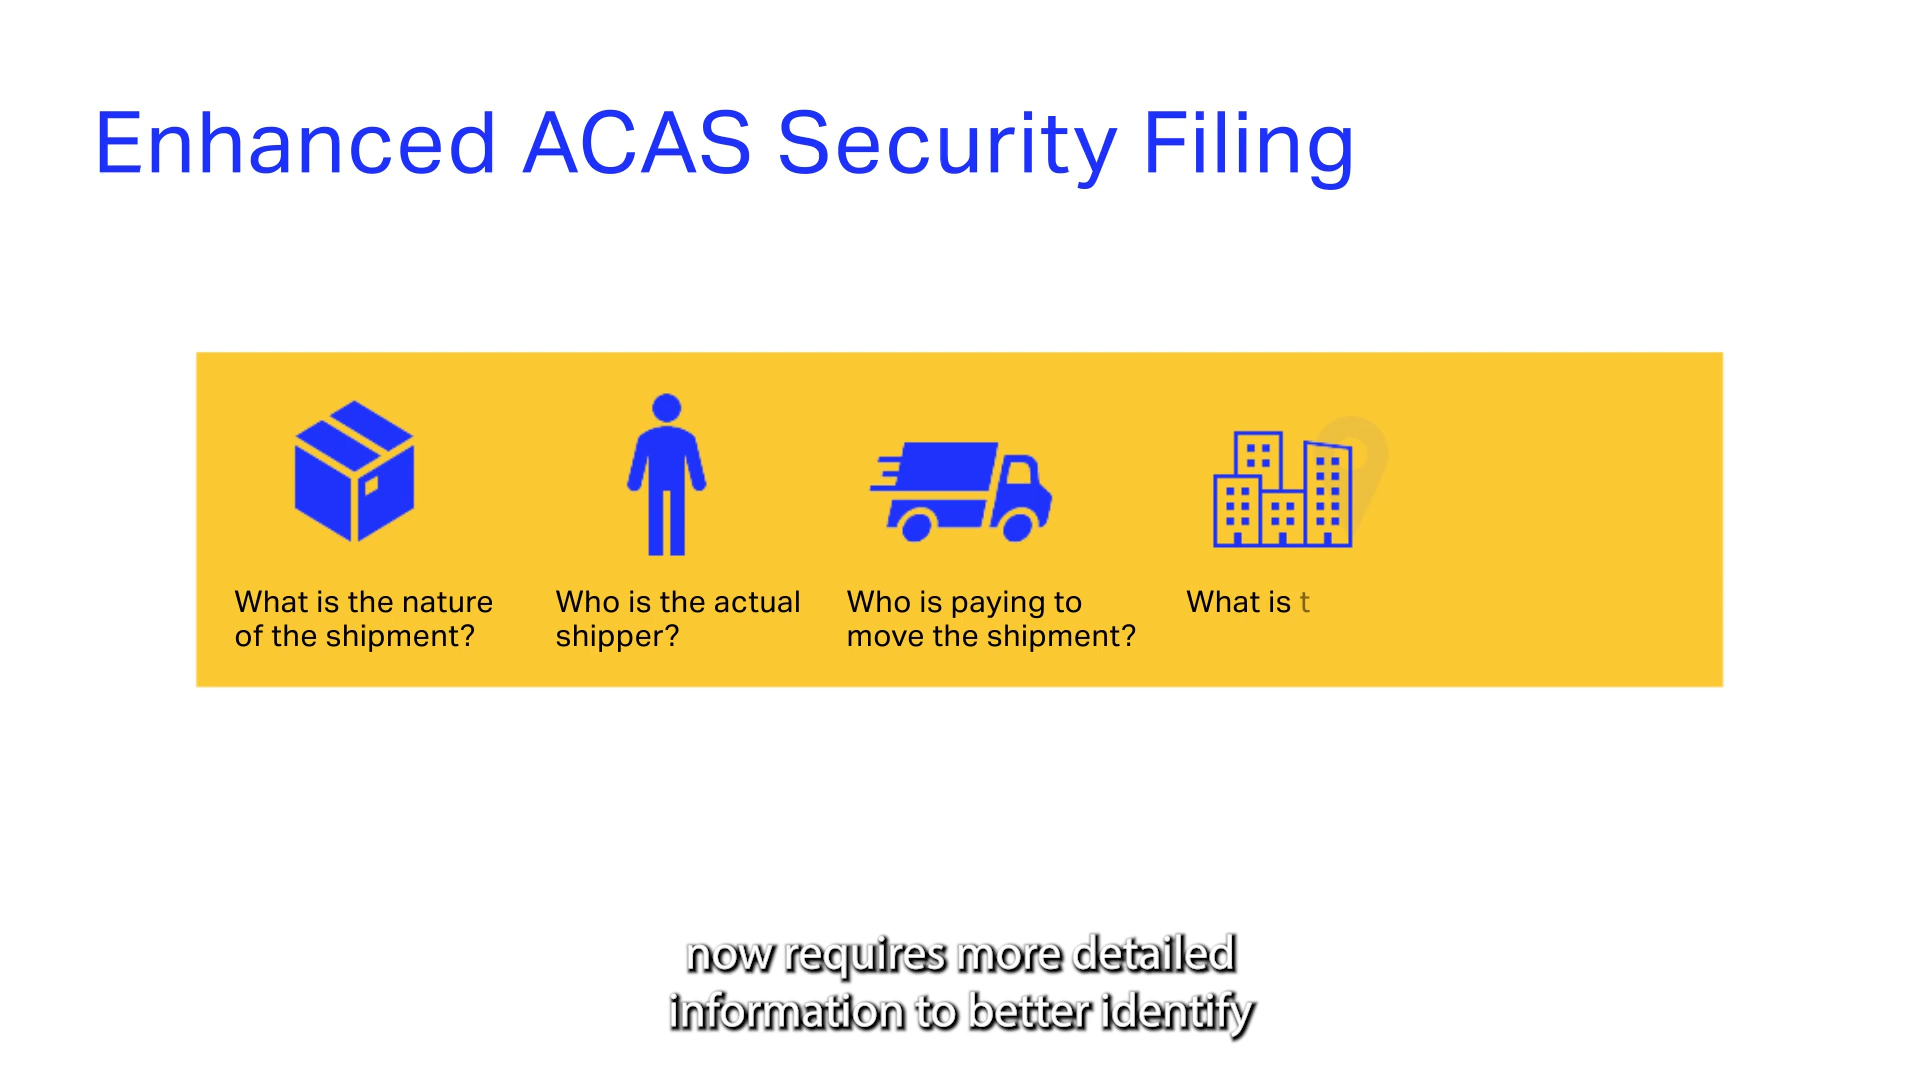 Enhanced ACAS Security Filing
What is the nature
of the shipment?
Who is the actual
shipper?
Who is paying to
move the shipment?
What is t
now requires more detailed
information to better identify